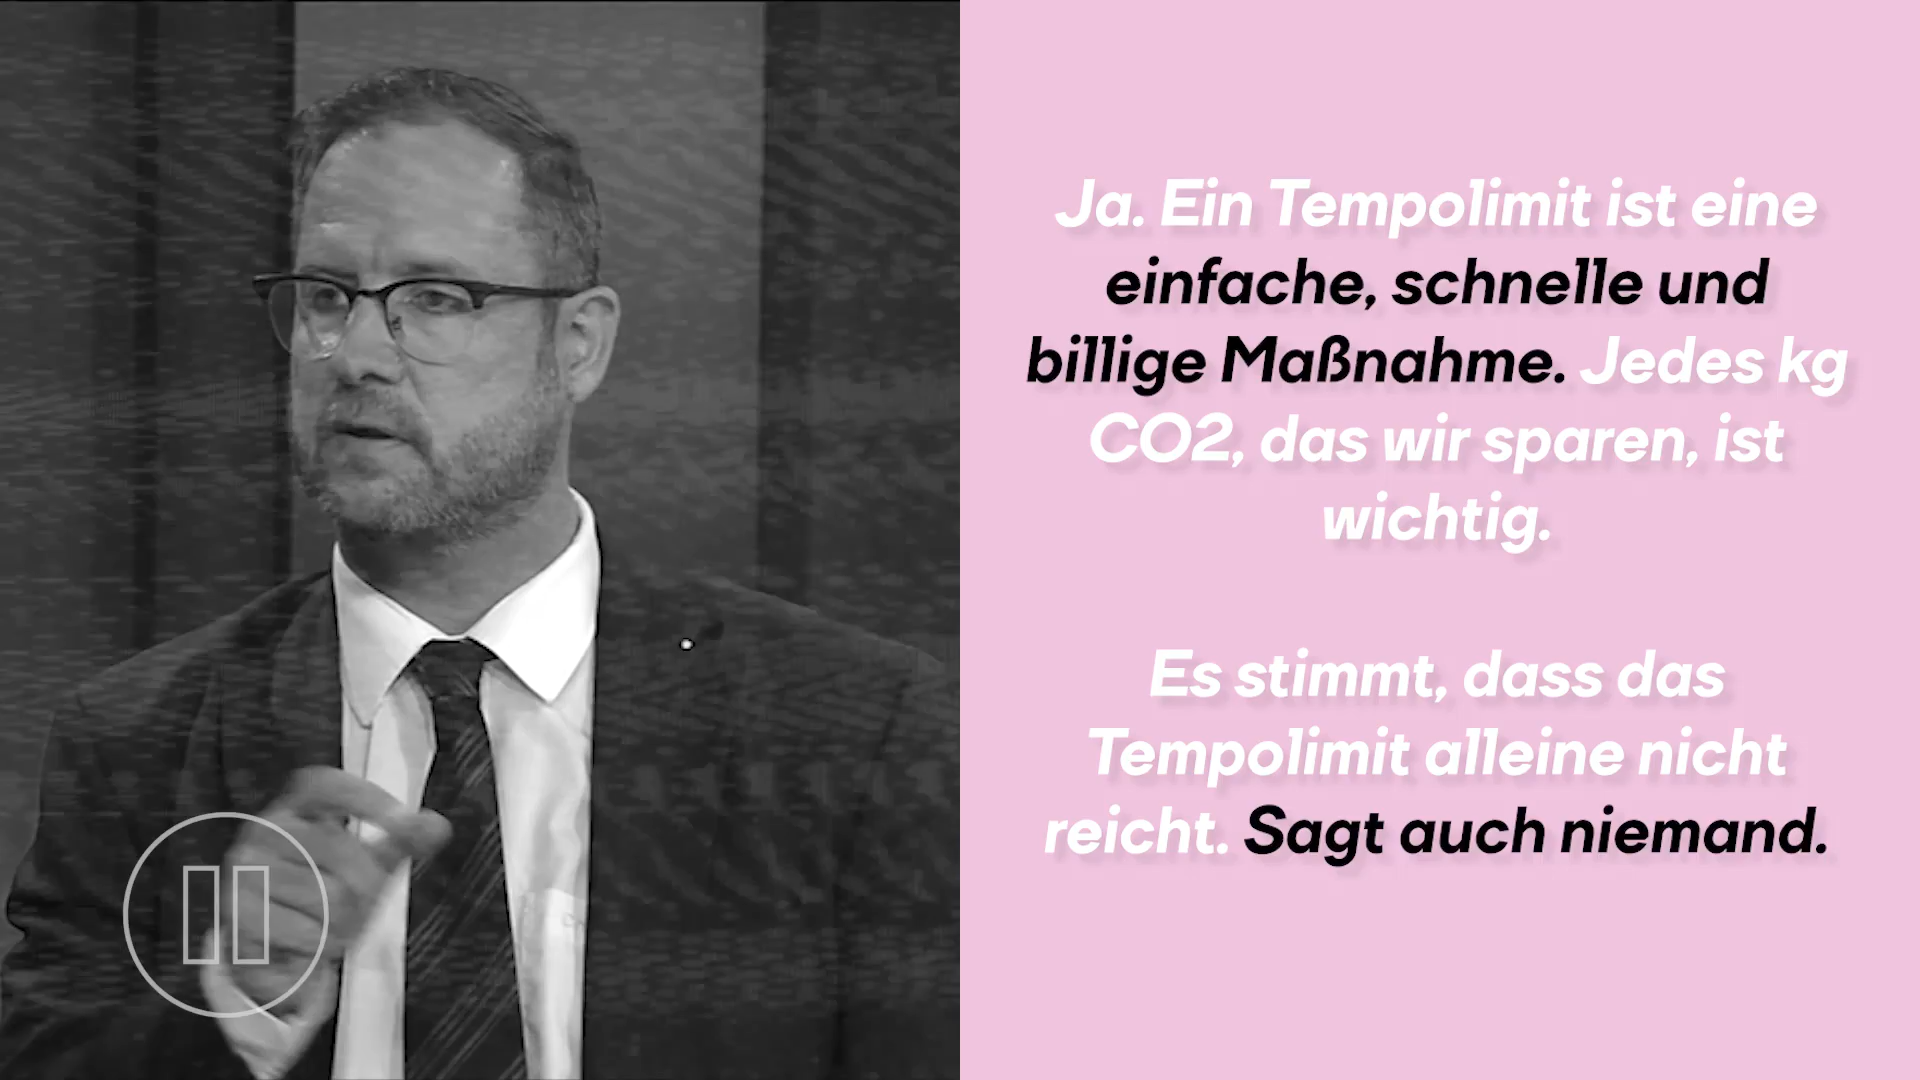 Ja. Ein Tempolimit ist eine
einfache, schnelle und
billige Maßnahme. Jedes kg
CO2, das wir sparen, ist
wichtig.
Es stimmt, dass das
Tempolimit alleine nicht
reicht. Sagt auch niemand.